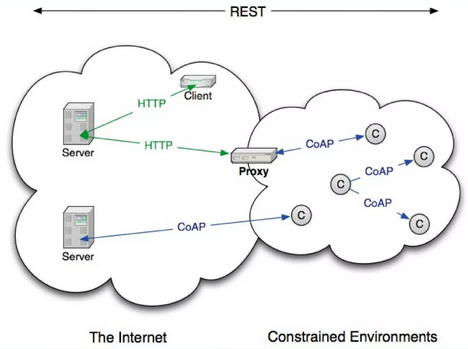 REST
Client
HTTP
Server
HTTP
CoAP
C
Proxy
CoAP
C
C
CoAP
C
C
CoAP
Server
The Internet
Constrained Environments